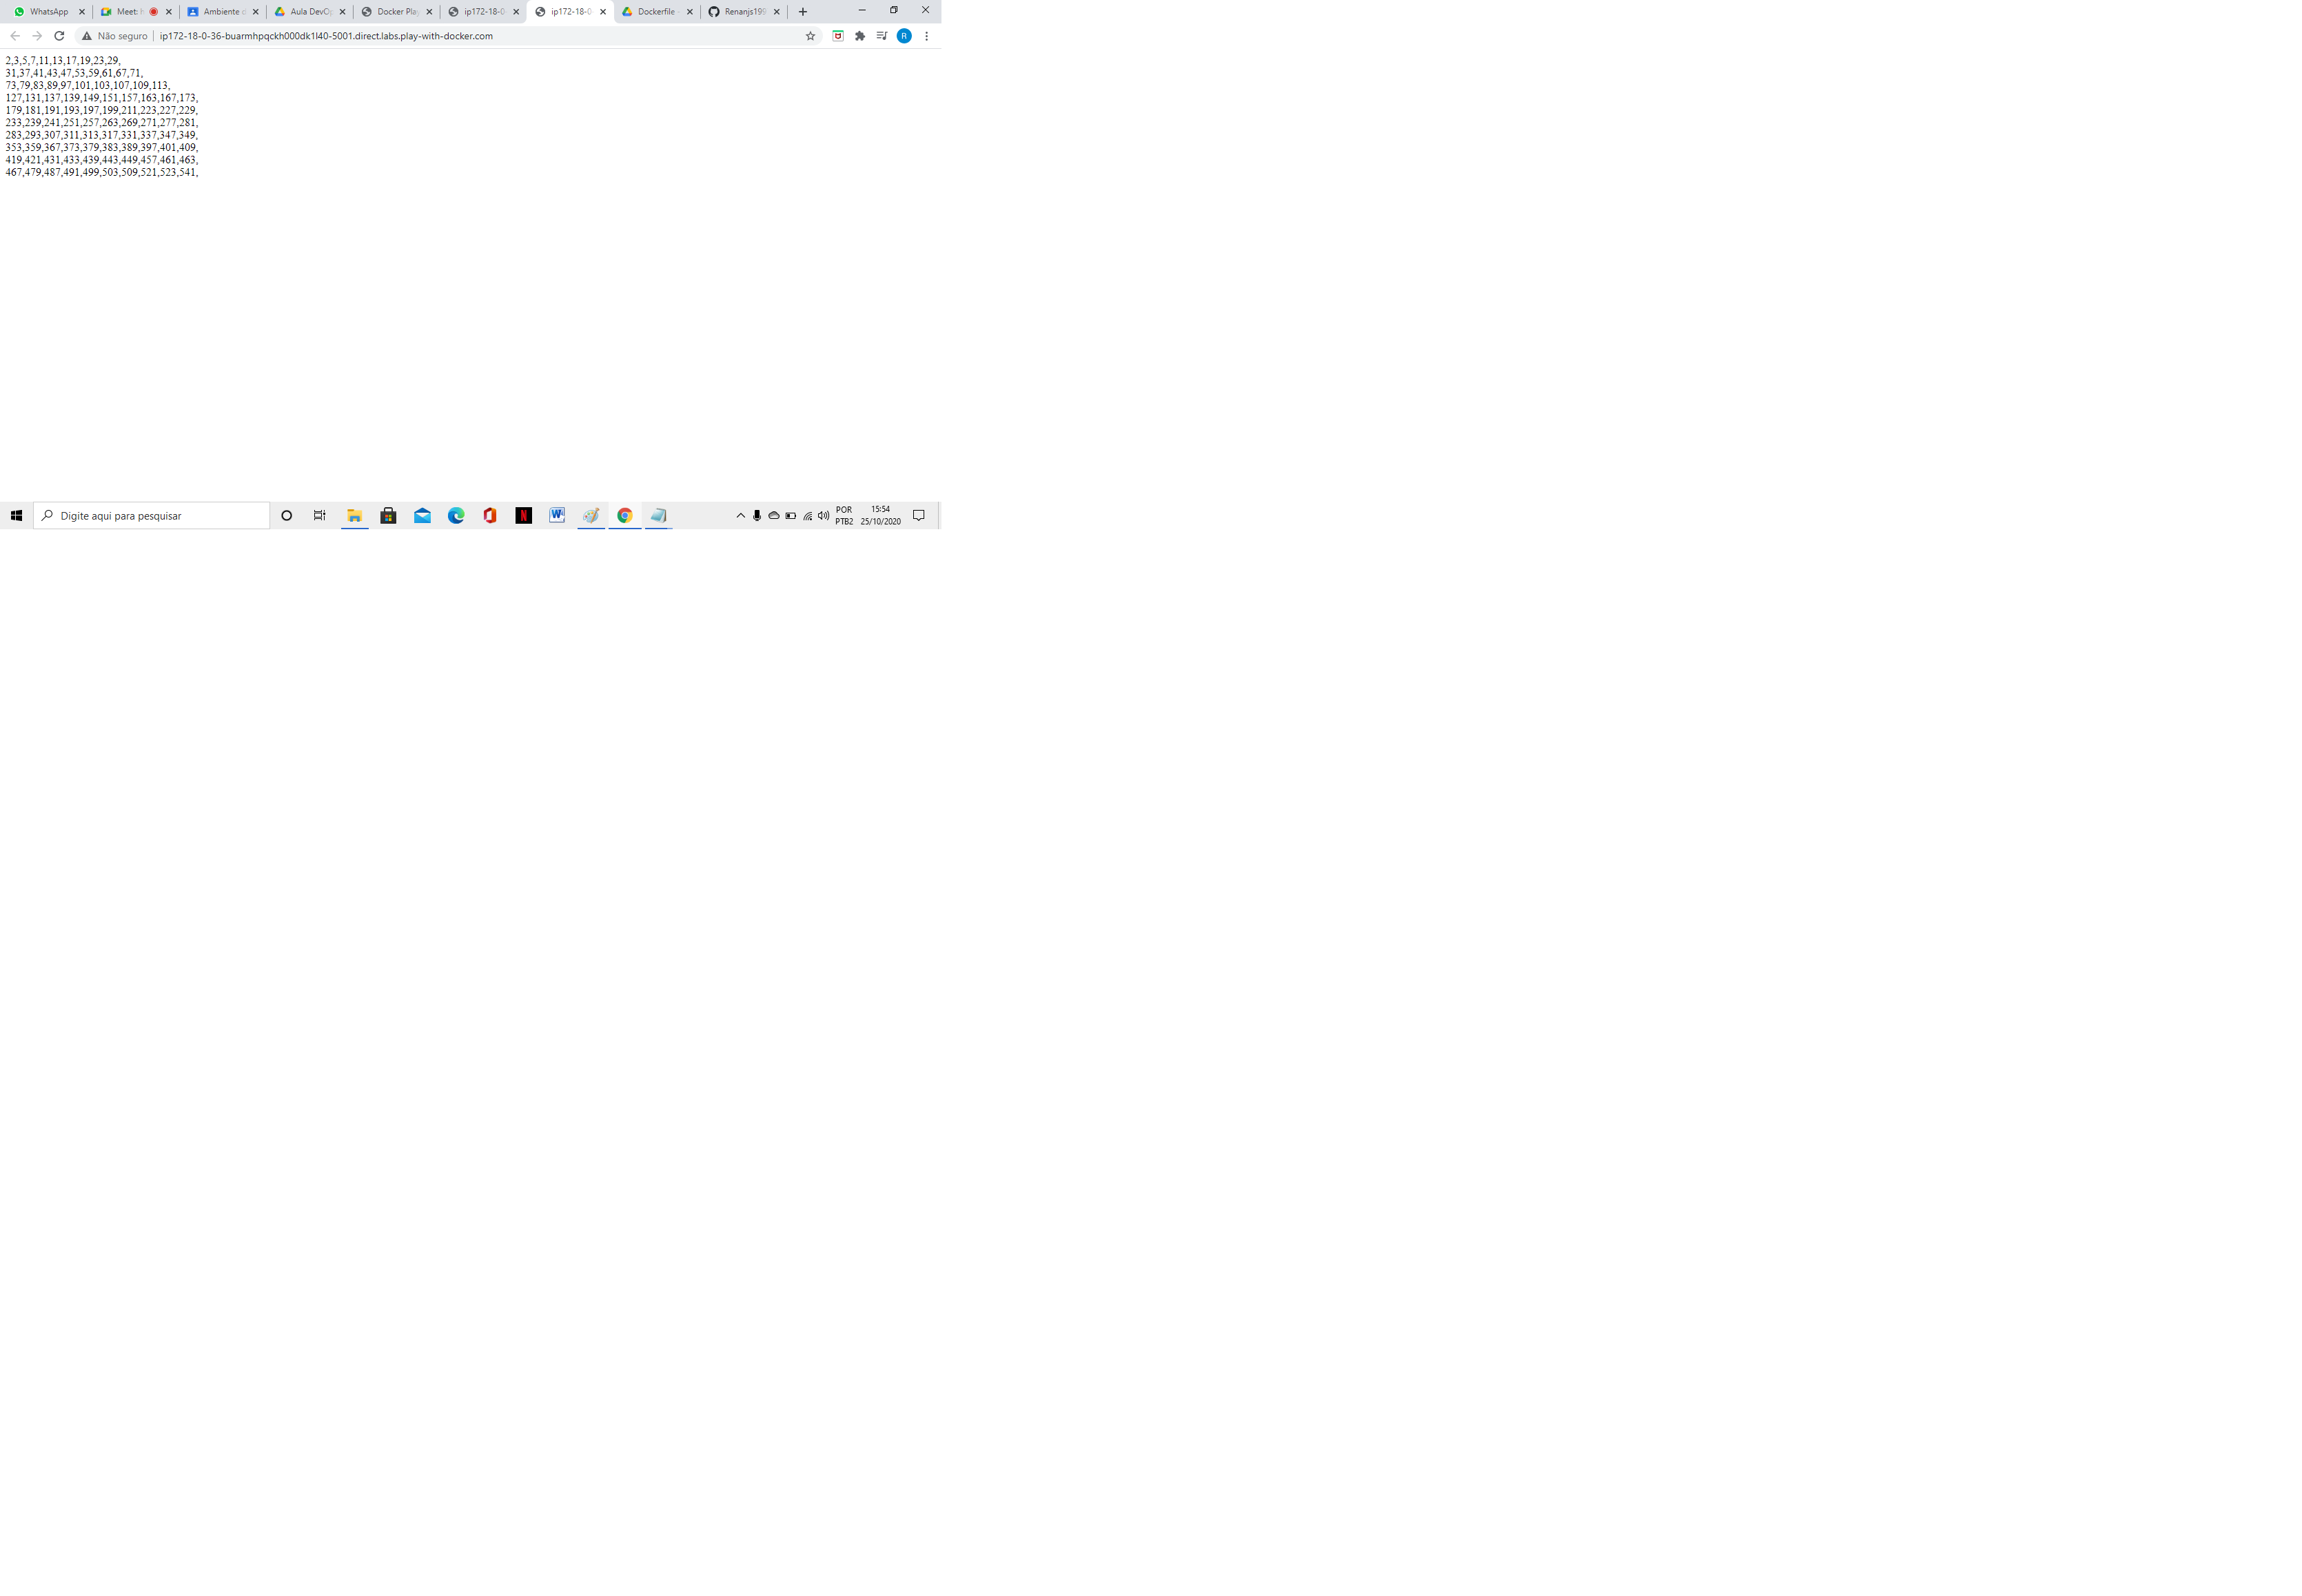 WhatsApp
Meet:
Ambiente d
Aula DevOp
Docker Play
ip172-18-0-
ip172-18-0-
Dockerfile -
Renanjs199
Não seguro
ip172-18-0-36-buarmhpqckh000dk1l40-5001.direct.labs.play-with-docker.com
R
2,3,5,7,11,13,17,19,23,29,
31,37,41,43,47,53,59,61,67,71,
73,79,83,89,97,101,103,107,109,113,
127,131,137,139,149,151,157,163,167,173,
179,181,191,193,197,199,211,223,227,229,
233,239,241,251,257,263,269,271,277,281,
283,293,307,311,313,317,331,337,347,349,
353,359,367,373,379,383,389,397,401,409,
419,421,431,433,439,443,449,457,461,463,
467,479,487,491,499,503,509,521,523,541,
Digite aqui para pesquisar
N
W
POR
PTB2
15:54
25/10/2020